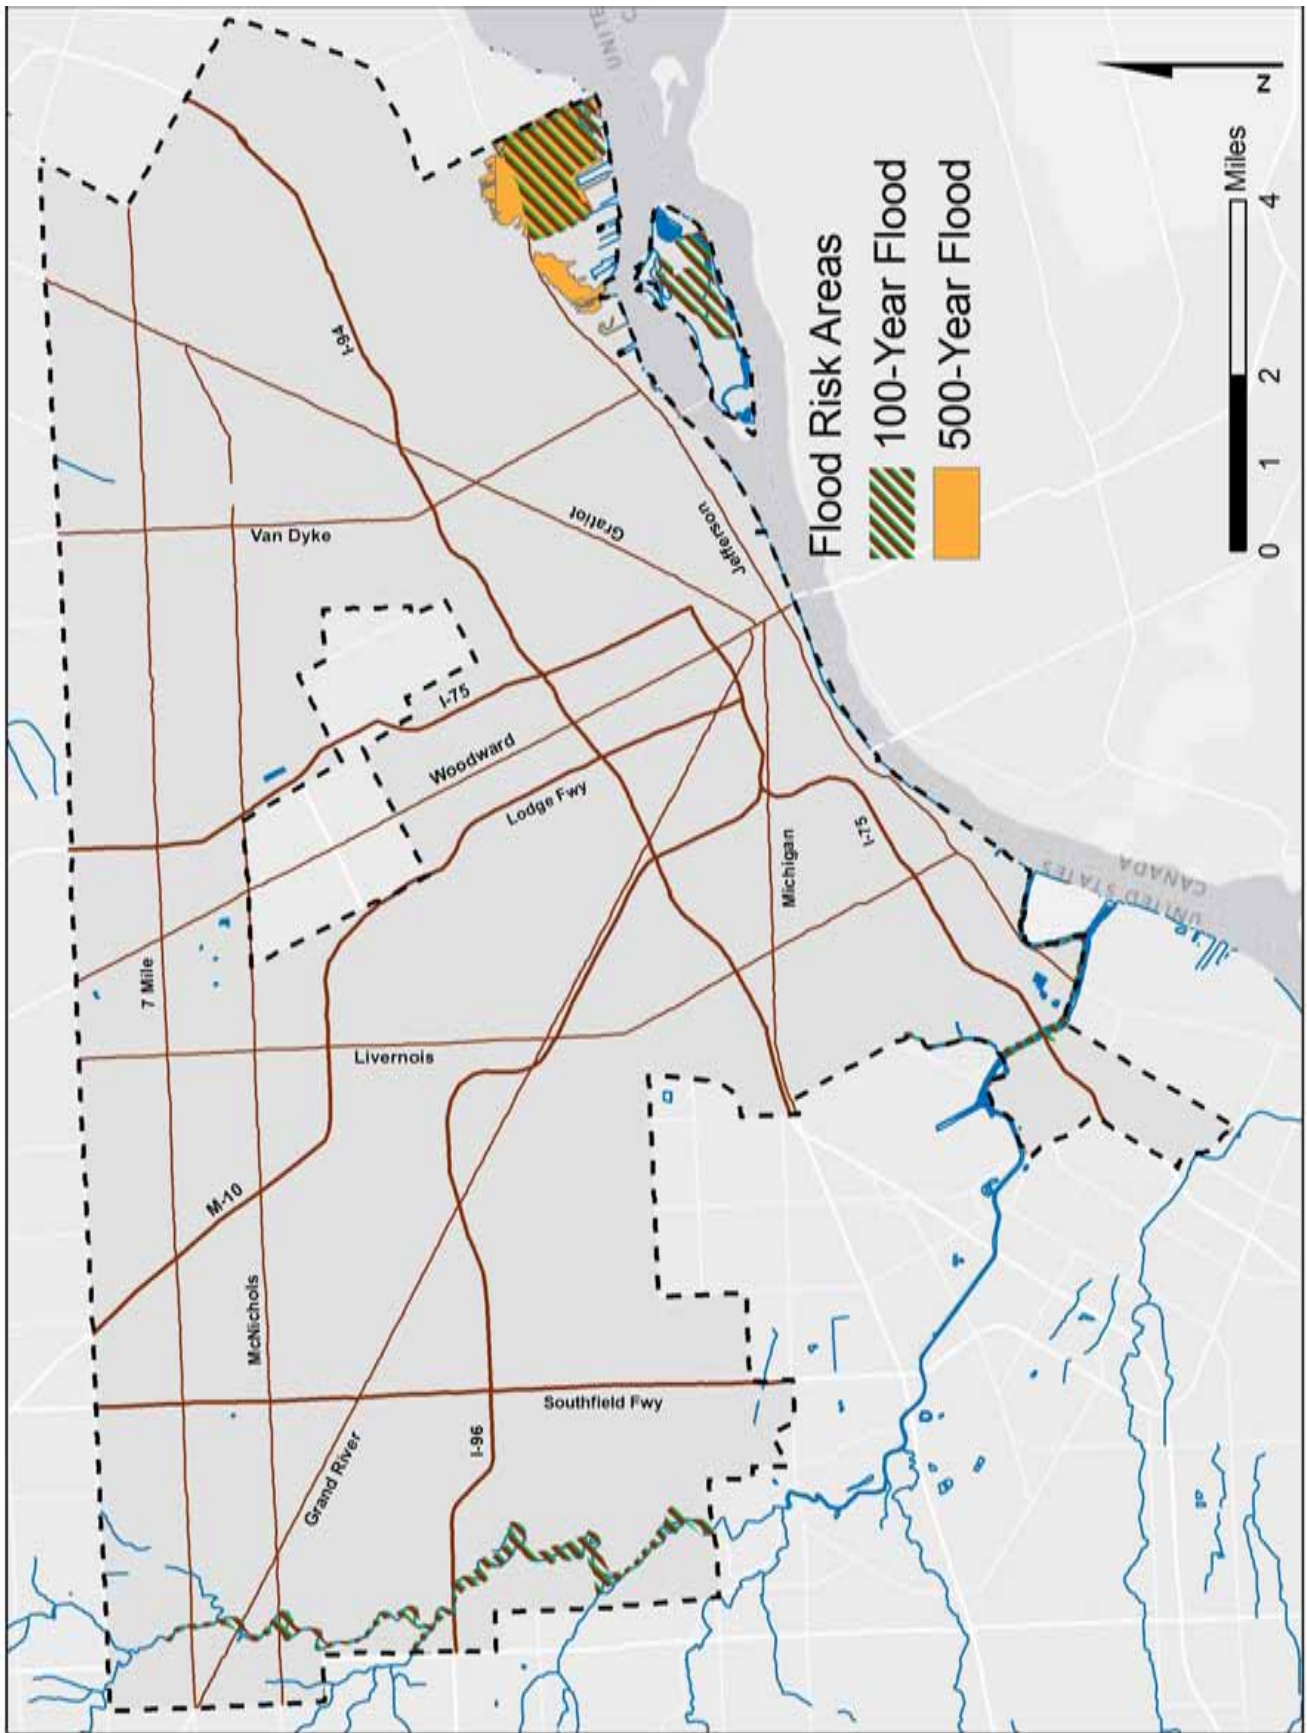 UNITE
C
N
Miles
0
1
2
4
Flood Risk Areas
100-Year Flood
500-Year Flood
I-94
Van Dyke
Gratiot
Jefferson
I-75
Woodward
Lodge Fwy
7 Mile
Livernois
Michigan
I-75
UNITED STATES
CANADA
M-10
McNichols
Grand River
I-96
Southfield Fwy